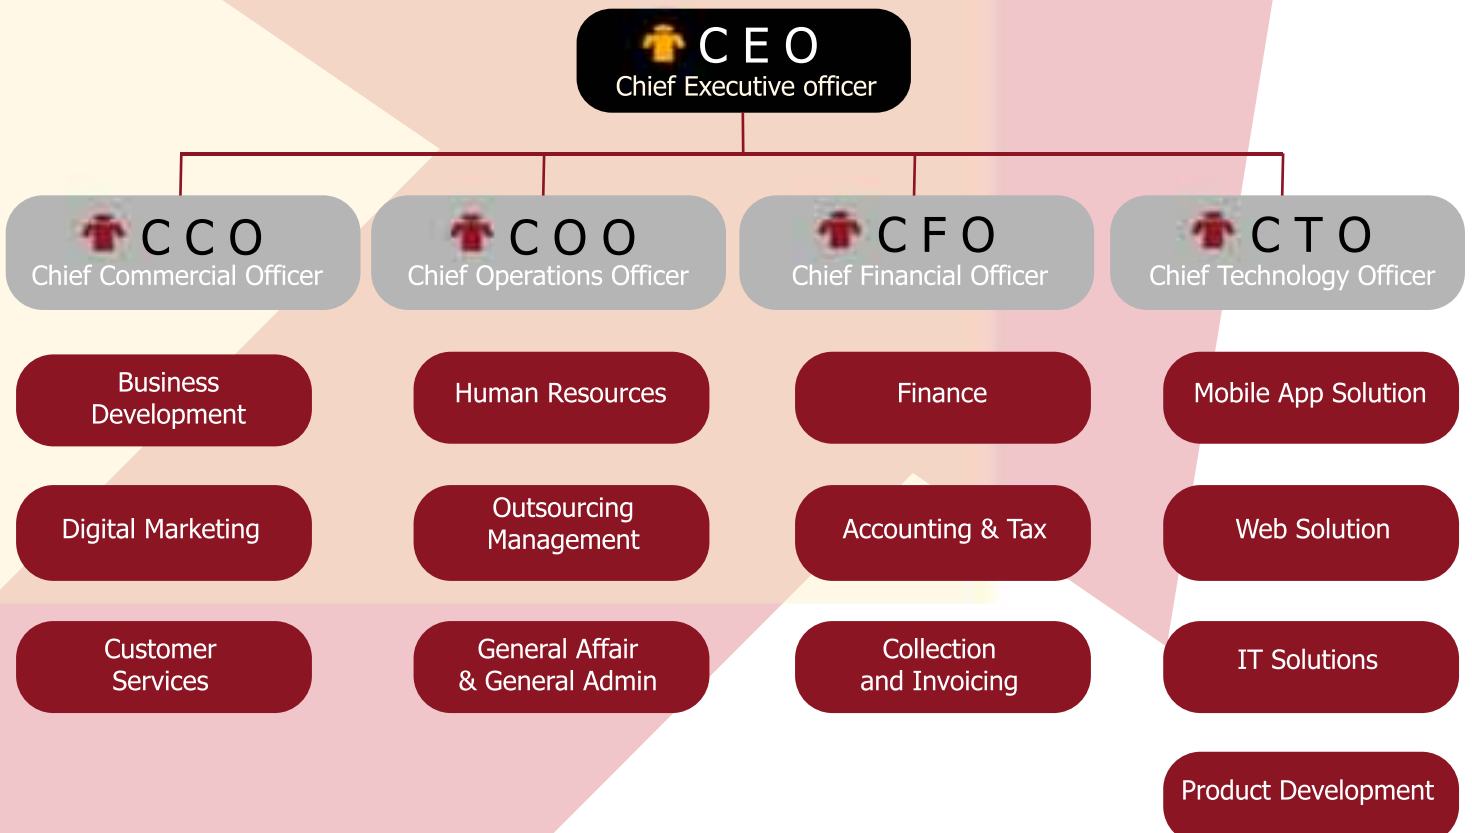 C E O
Chief Executive officer
C C O
Chief Commercial Officer
C O O
Chief Operations Officer
C F O
Chief Financial Officer
C T O
Chief Technology Officer
Business
Development
Human Resources
Finance
Mobile App Solution
Digital Marketing
Outsourcing
Management
Accounting & Tax
Web Solution
Customer
Services
General Affair
& General Admin
Collection
and Invoicing
IT Solutions
Product Development